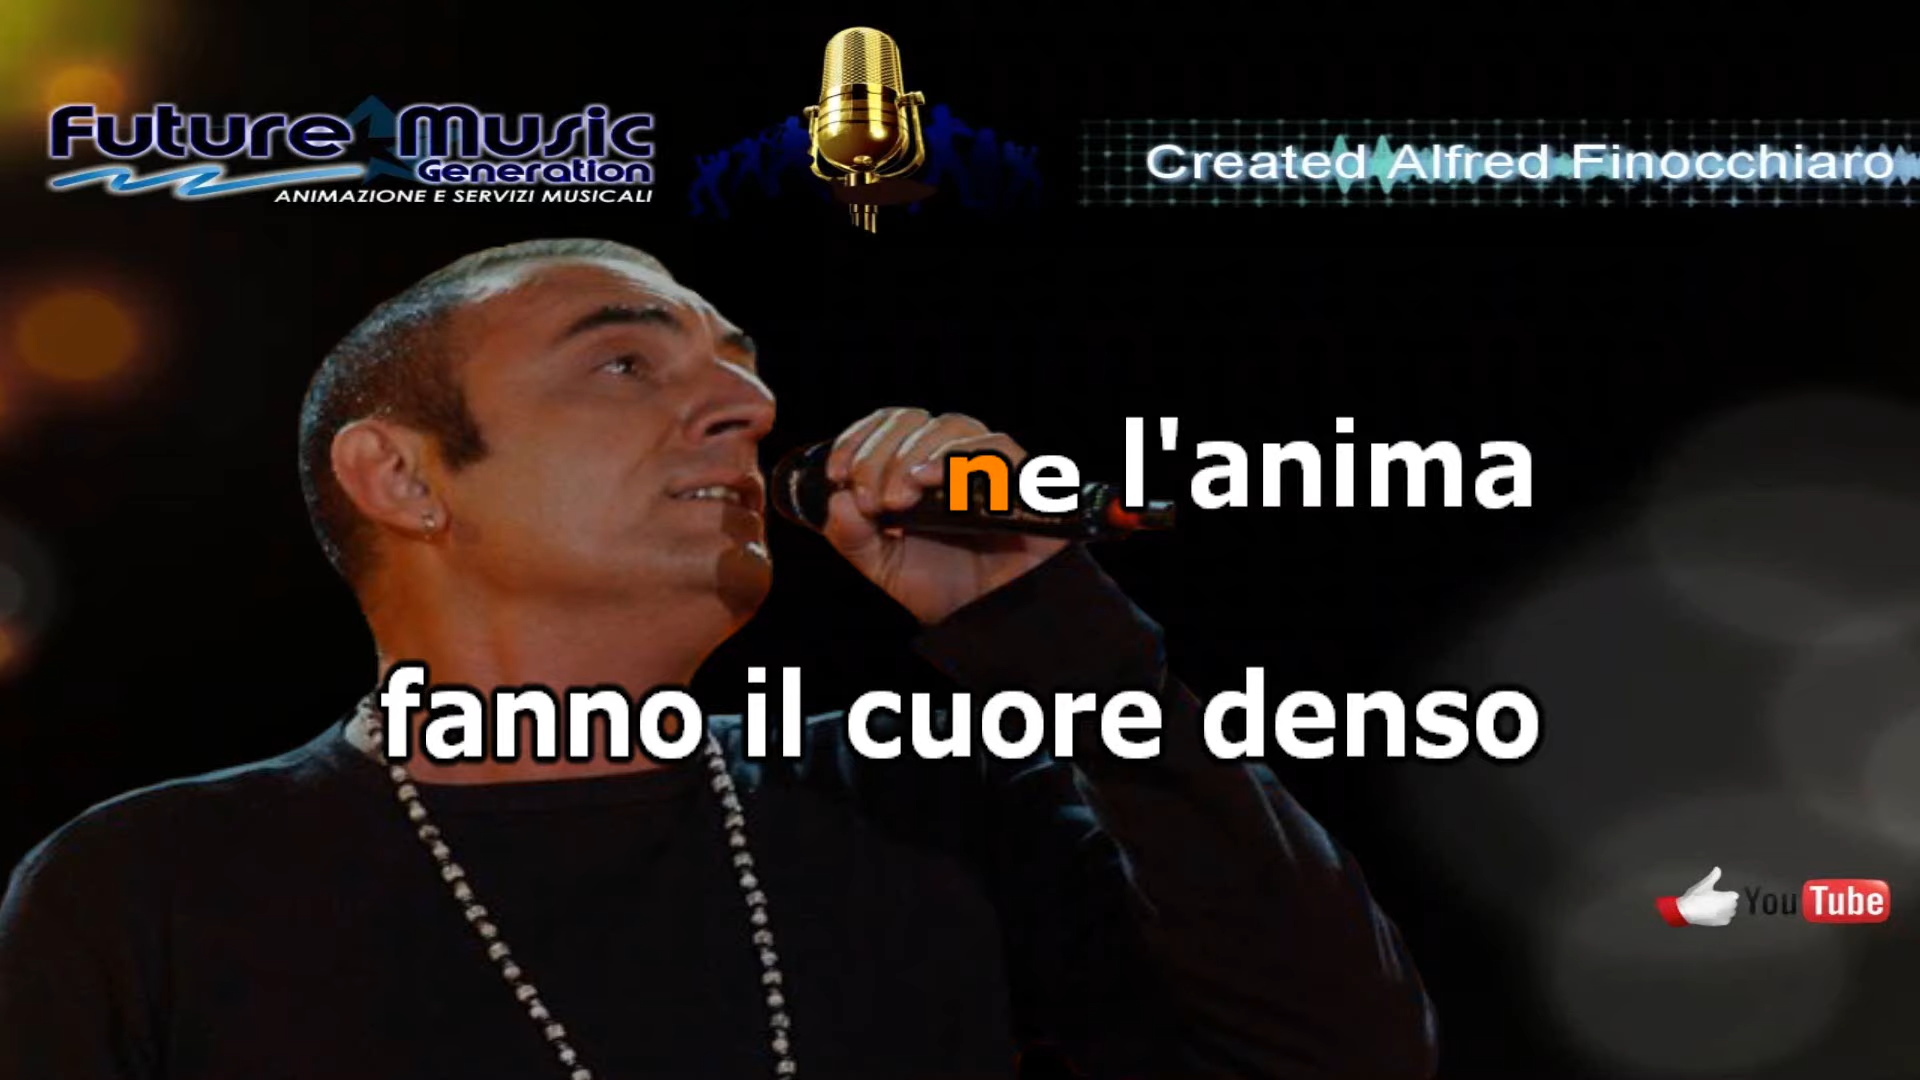 Future Music
Generation
ANIMAZIONE E SERVIZI MUSICALI
Created Alfred Finocchiaro
ne l'anima
fanno il cuore denso
YouTube